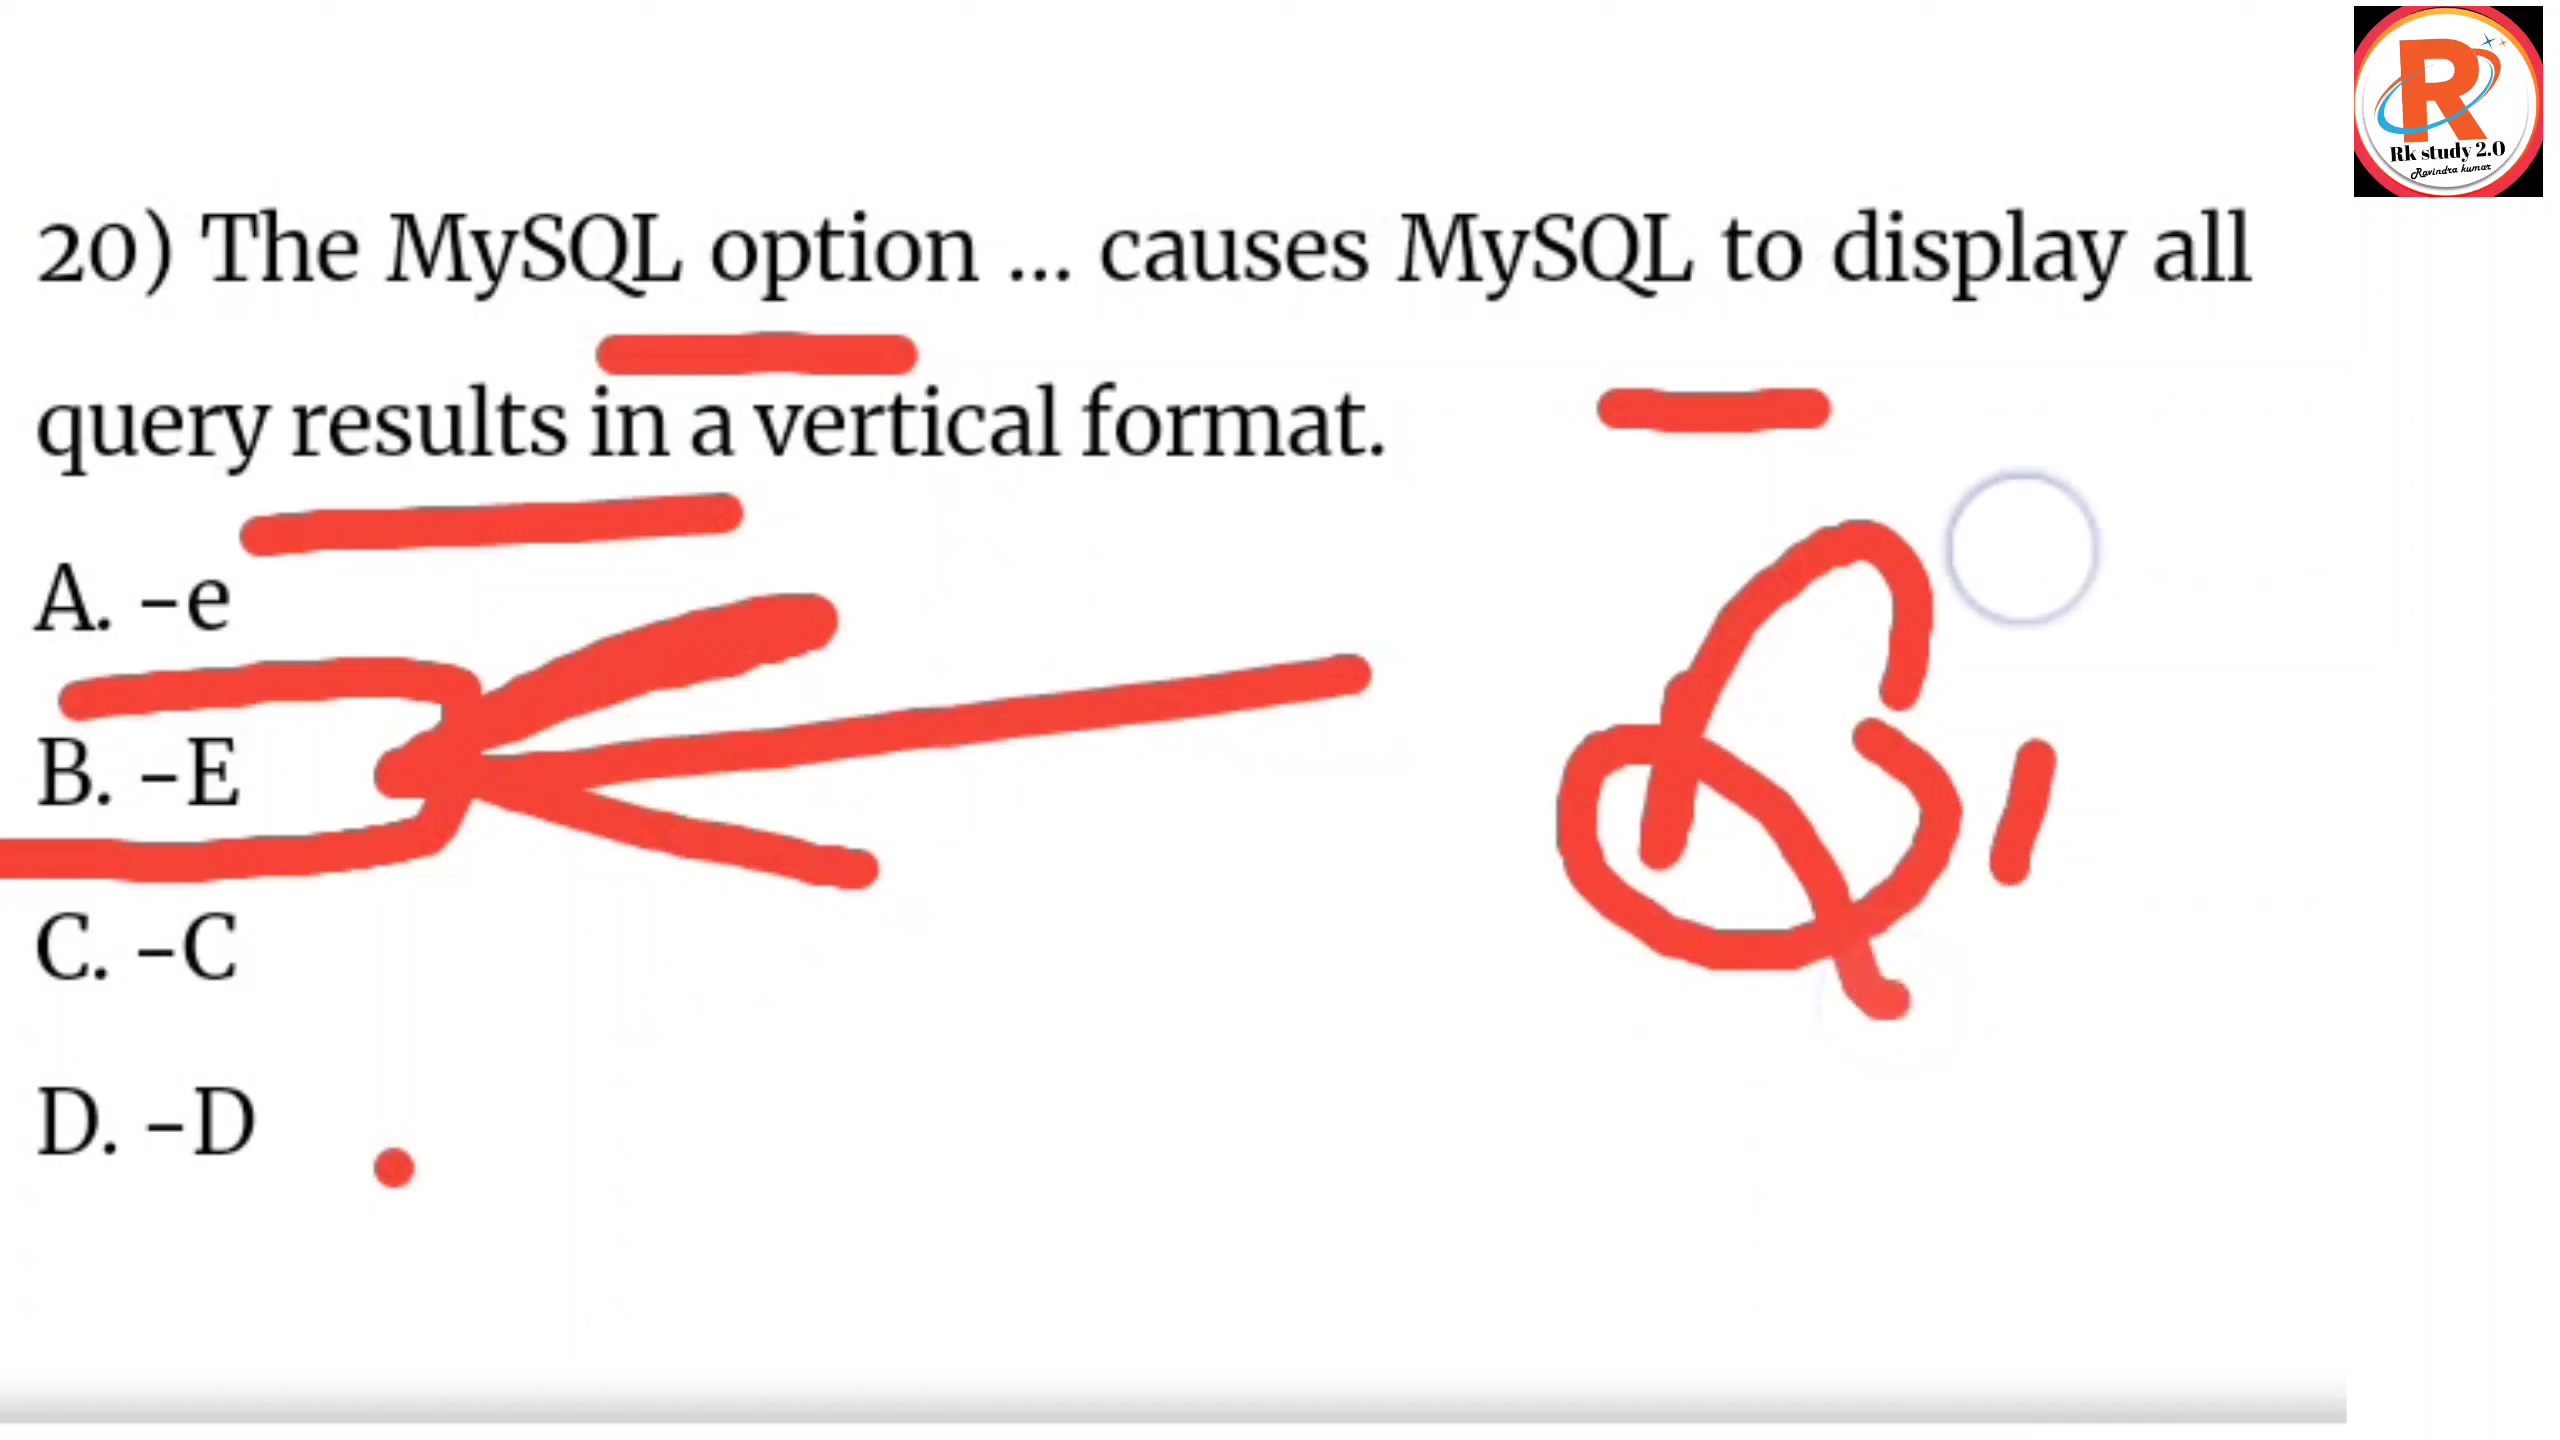 R
Rk study 2.0
Ravindra kumar
20) The MySQL option ... causes MySQL to display all
query results in a vertical format.
A. -e
B. -E
C. -C
D. -D